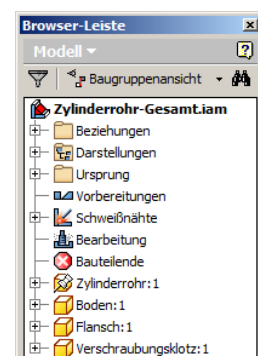 Browser-Leiste
Modell
Baugruppenansicht
Zylinderrohr-Gesamt.iam
Beziehungen
Darstellungen
Ursprung
Vorbereitungen
Schweißnähte
Bearbeitung
Bauteilende
Zylinderrohr:1
Boden:1
Flansch:1
Verschraubungsklotz:1